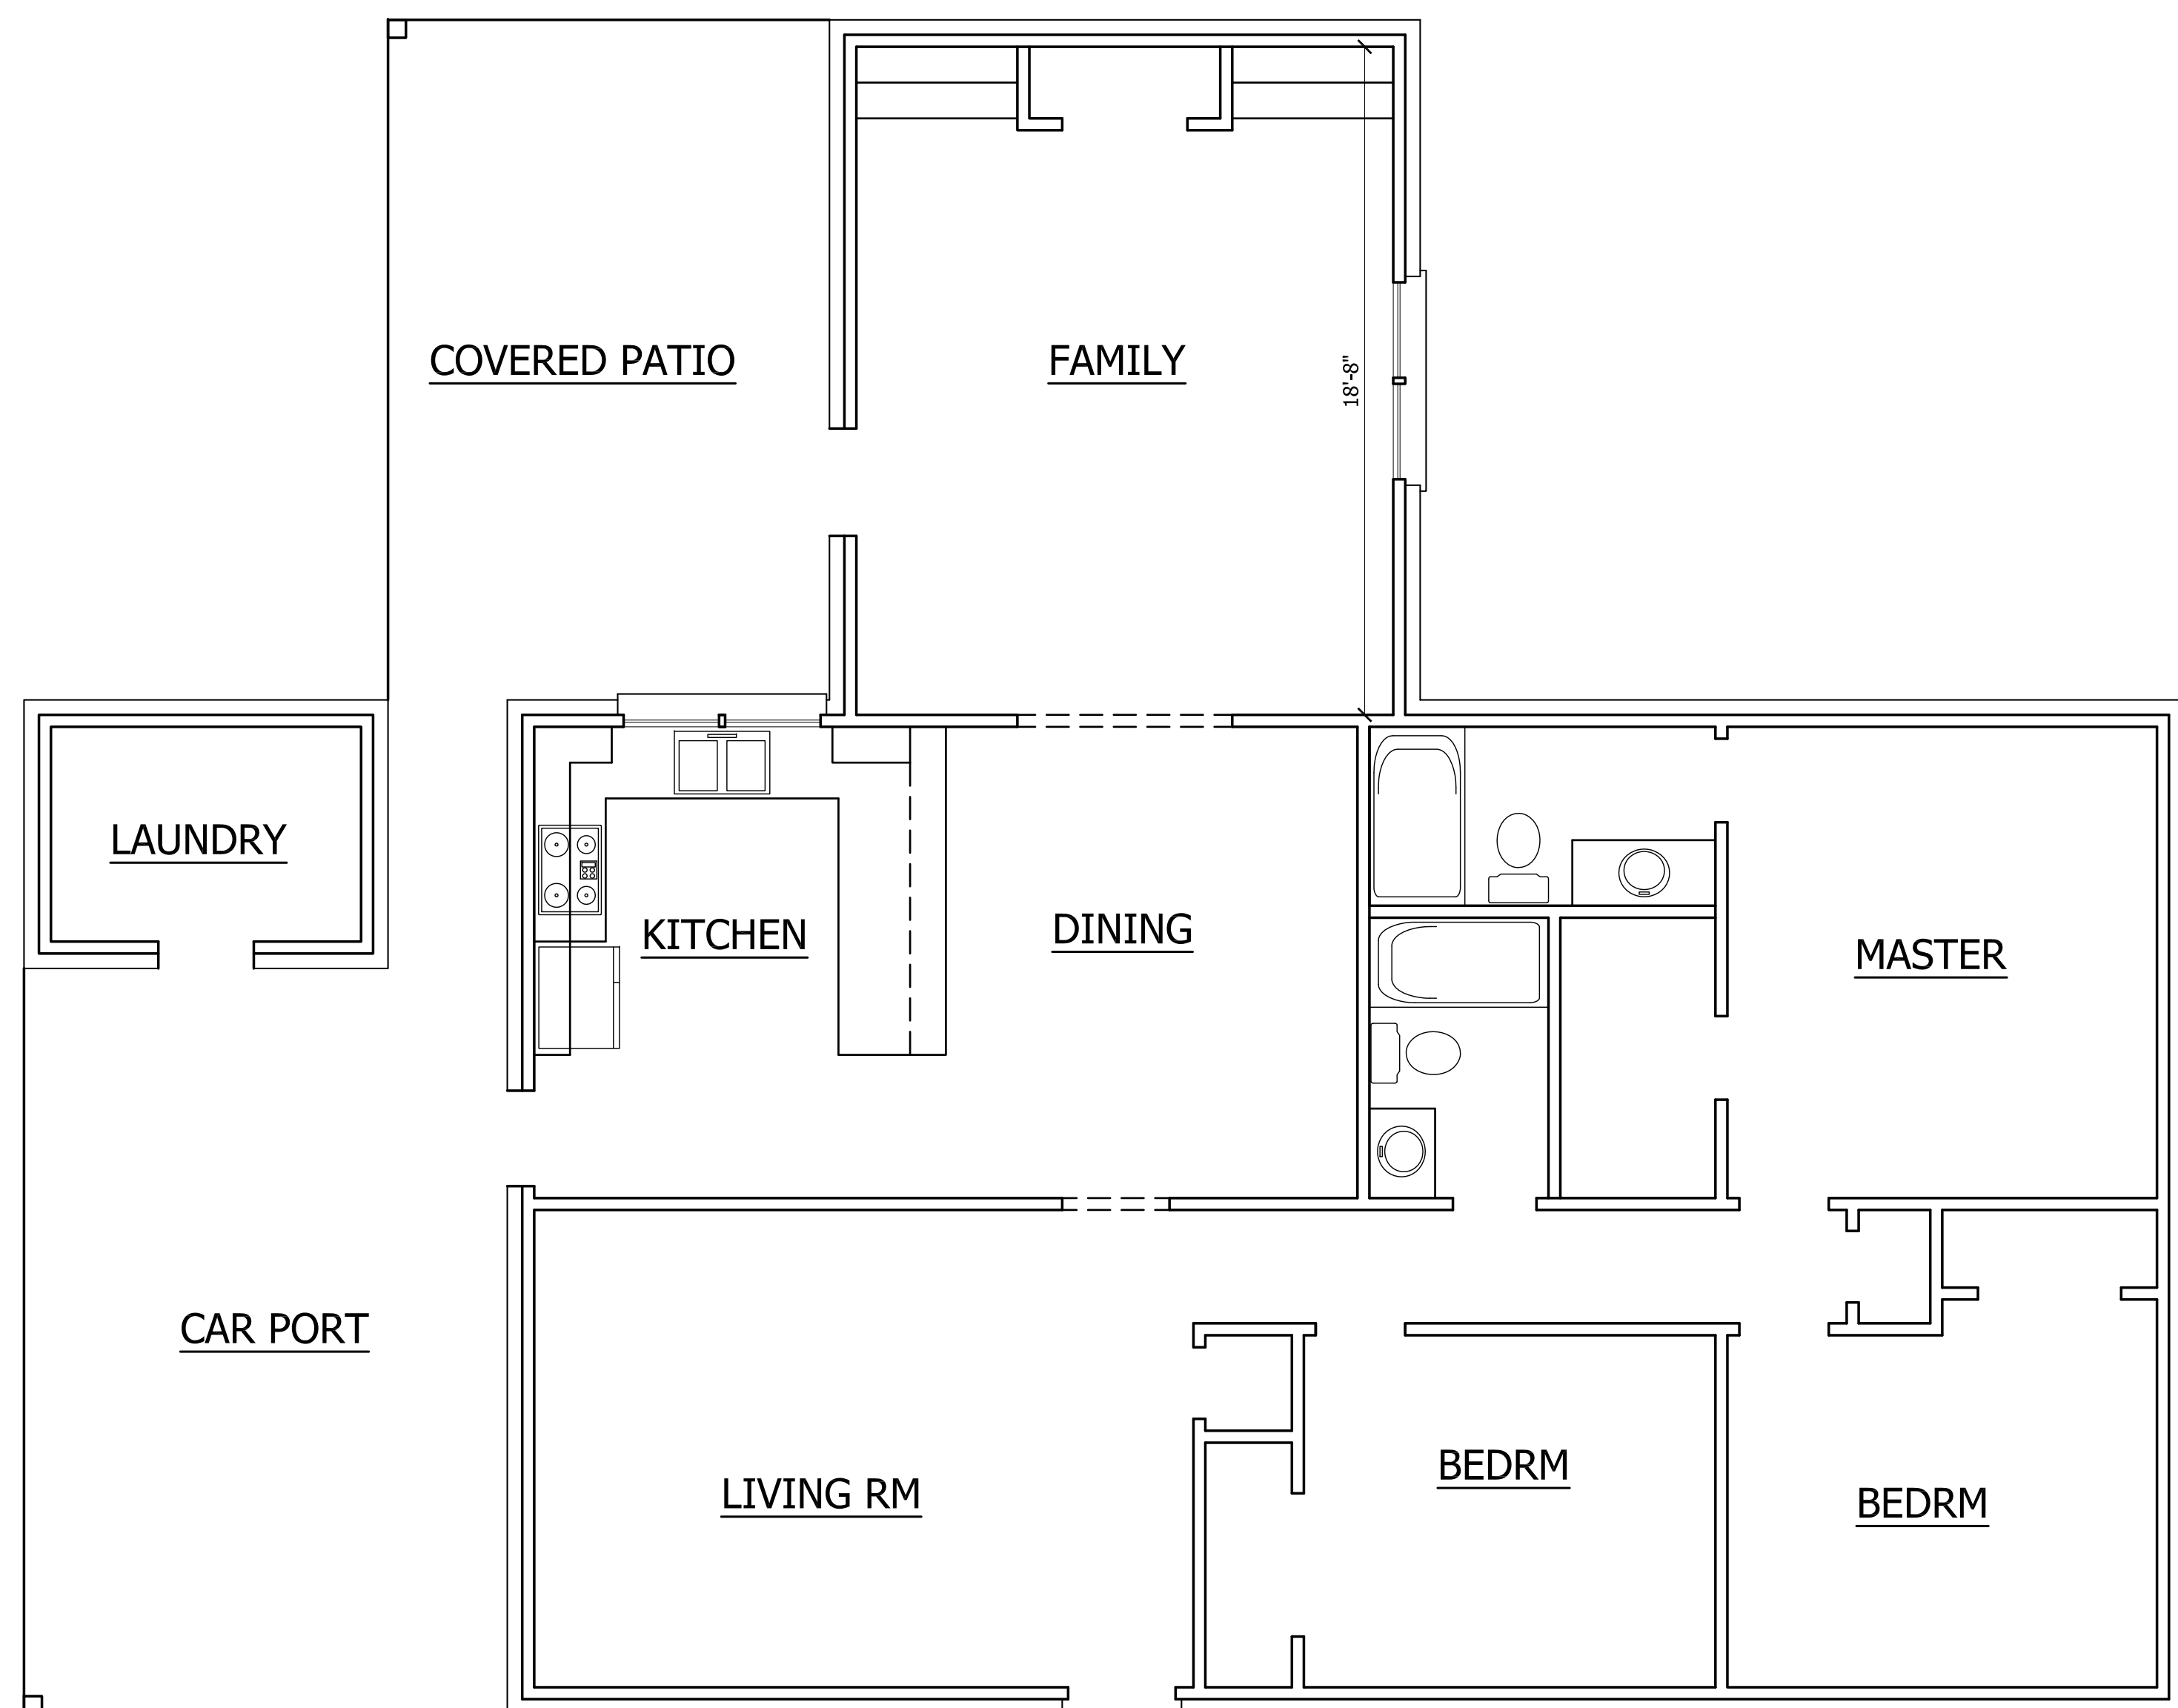 COVERED PATIO
FAMILY
18'-8"
LAUNDRY
KITCHEN
DINING
MASTER
CAR PORT
LIVING RM
BEDRM
BEDRM